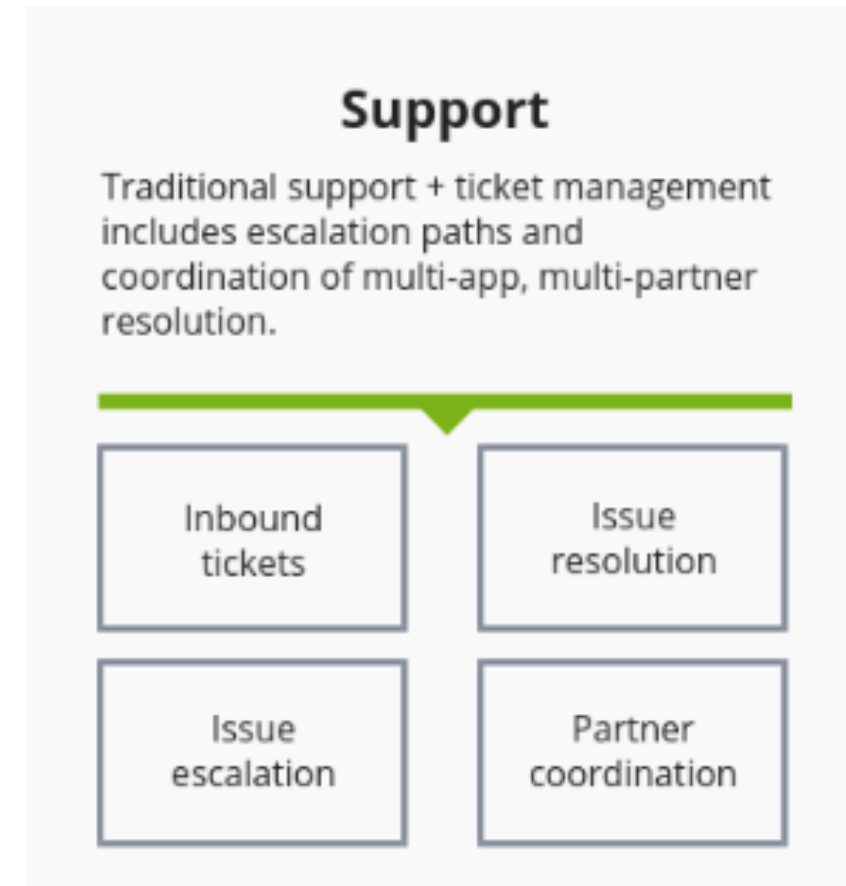 Support
Traditional support + ticket management
includes escalation paths and
coordination of multi-app, multi-partner
resolution.
Inbound
tickets
Issue
resolution
Issue
escalation
Partner
coordination